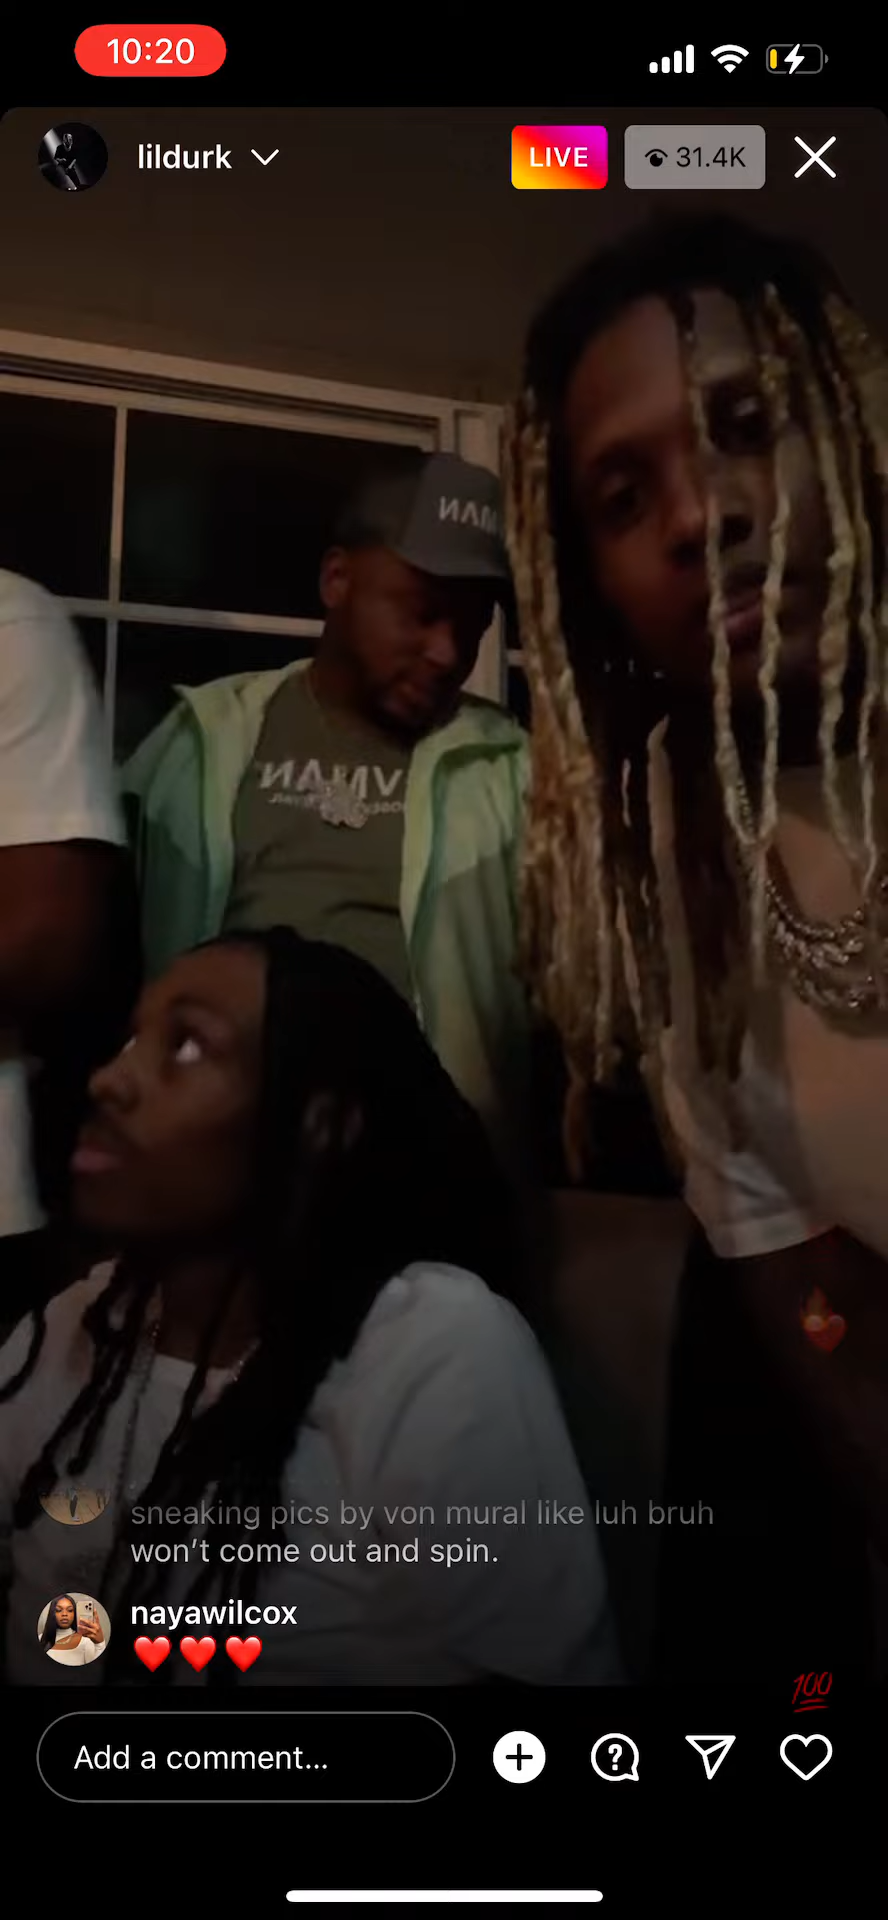 10:20
lildurk
LIVE
31.4K
sneaking pics by von mural like luh bruh
won’t come out and spin.
nayawilcox
❤️❤️❤️
💯
Add a comment...